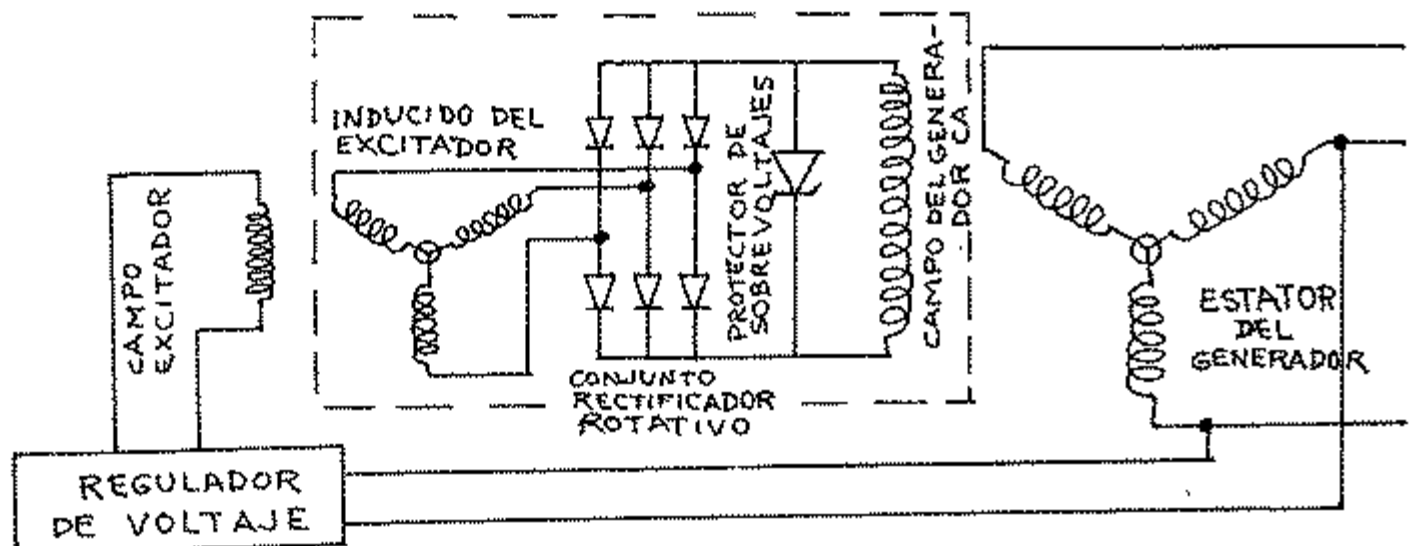 INDUCIDO DEL
EXCITADOR
CAMPO
EXCITADOR
PROTECTOR DE
SOBREVOLTAJES
CAMPO DEL GENERA-
DOR CA
CONJUNTO
RECTIFICADOR
ROTATIVO
ESTATOR
DEL
GENERADOR
REGULADOR
DE VOLTAJE